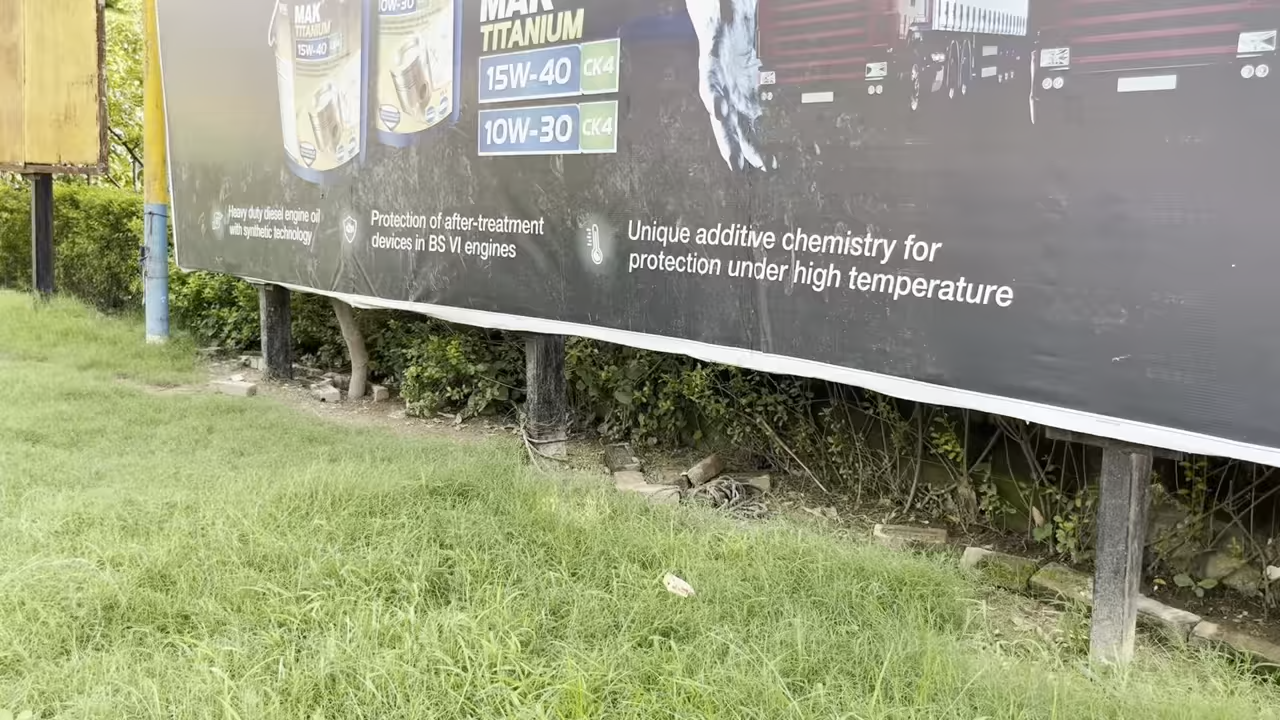 MAK
TITANIUM
15W-40
10W-30
MAK
TITANIUM
15W-40 CK4
10W-30 CK4
Heavy duty diesel engine oil
with synthetic technology
Protection of after-treatment
devices in BS VI engines
Unique additive chemistry for
protection under high temperature